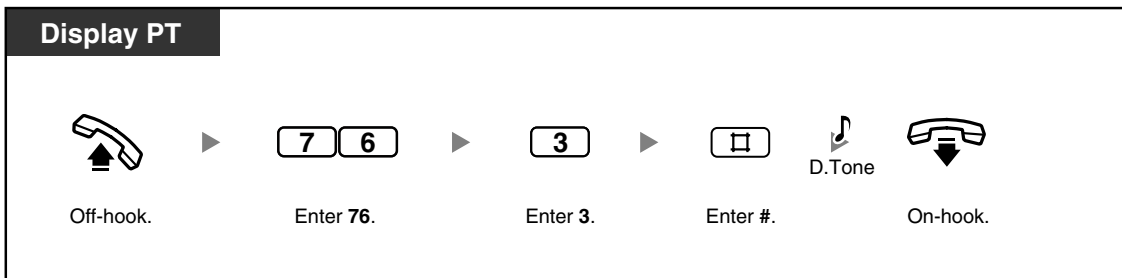 Display PT
7 6 3 #
D.Tone
Off-hook. Enter 76. Enter 3. Enter #. On-hook.